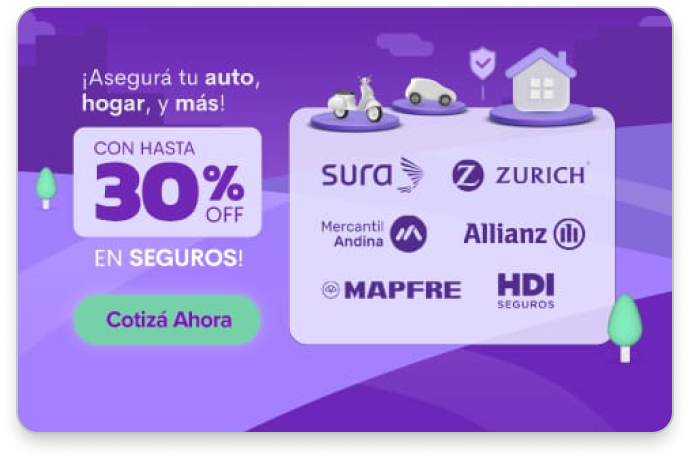 ¡Asegurá tu auto,
hogar, y más!
CON HASTA
30%
OFF
EN SEGUROS!
Cotizá Ahora
sura
ZURICH
Mercantil
Andina
Allianz
MAPFRE
HDI
SEGUROS